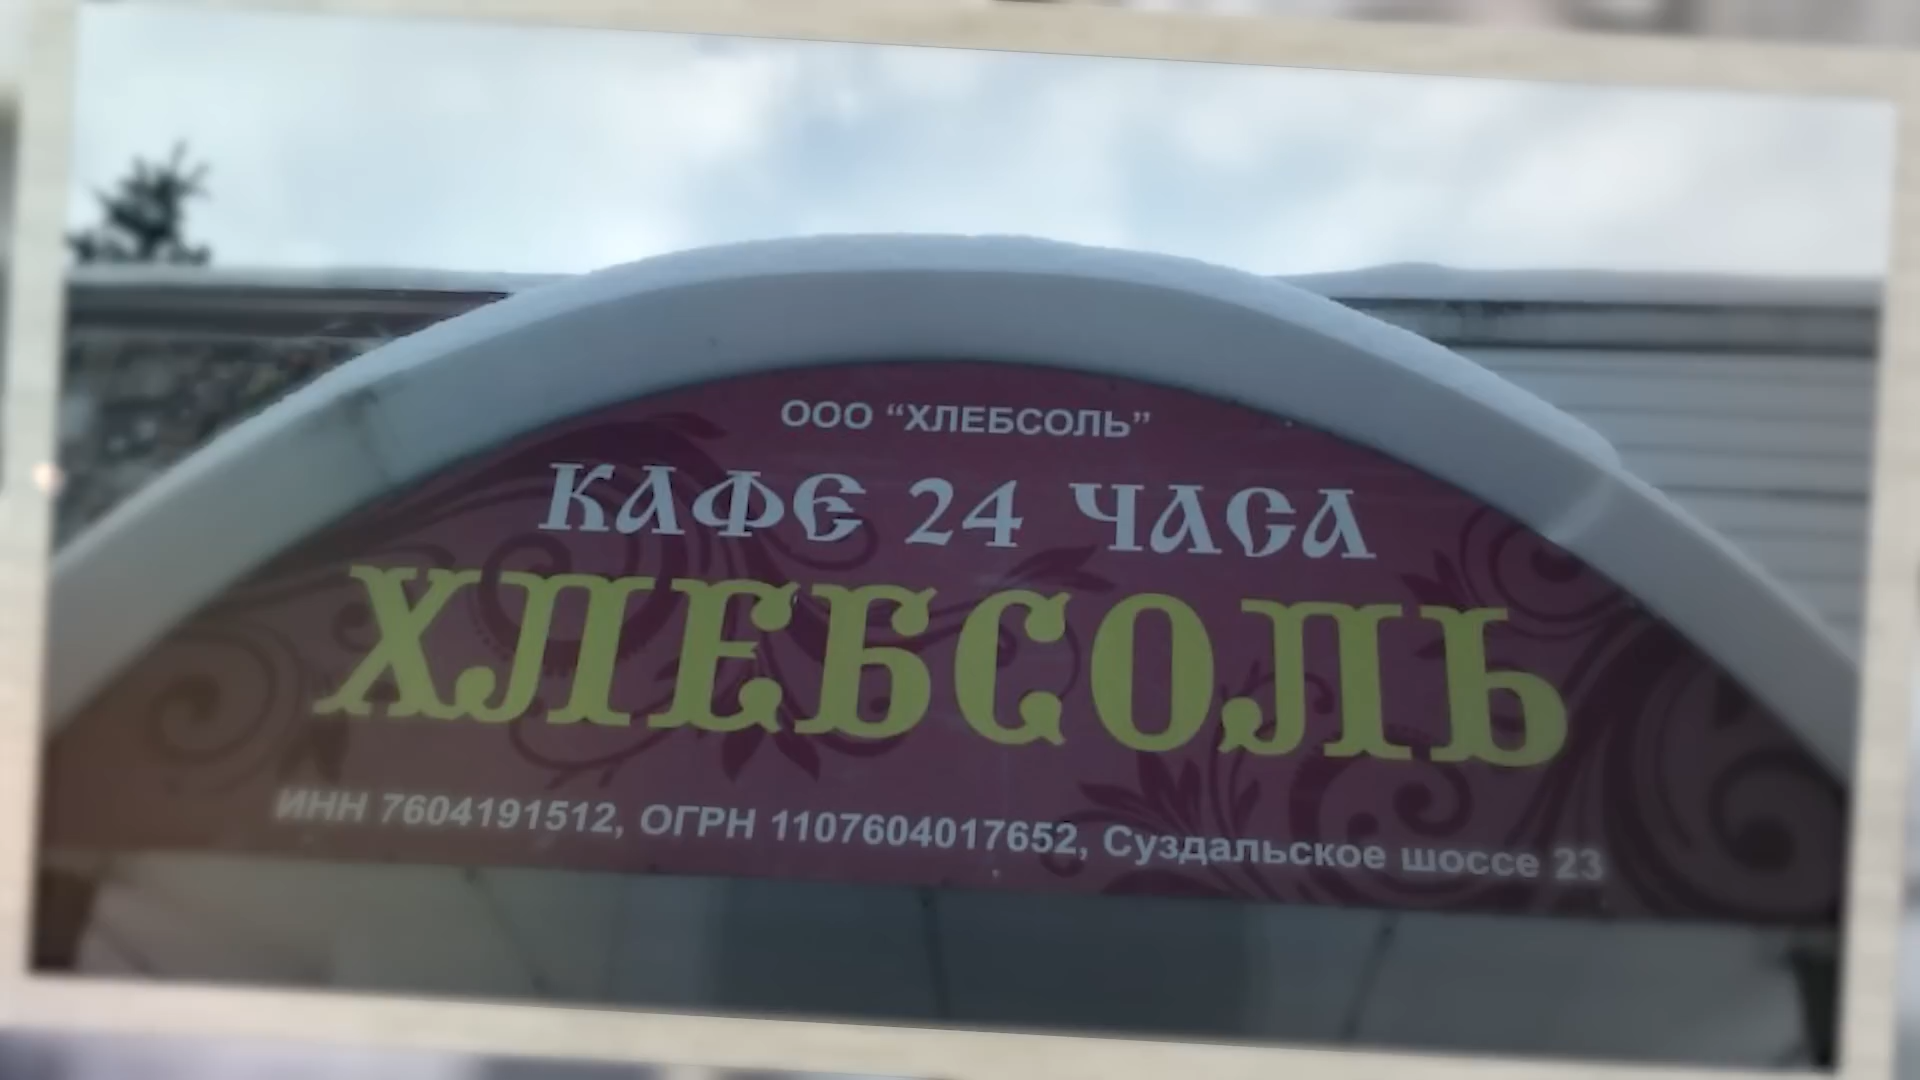 ООО “ХЛЕБСОЛЬ”
КАФЕ 24 ЧАСА
ХЛЕБСОЛЬ
ИНН 7604191512, ОГРН 1107604017652, Суздальское шоссе 23